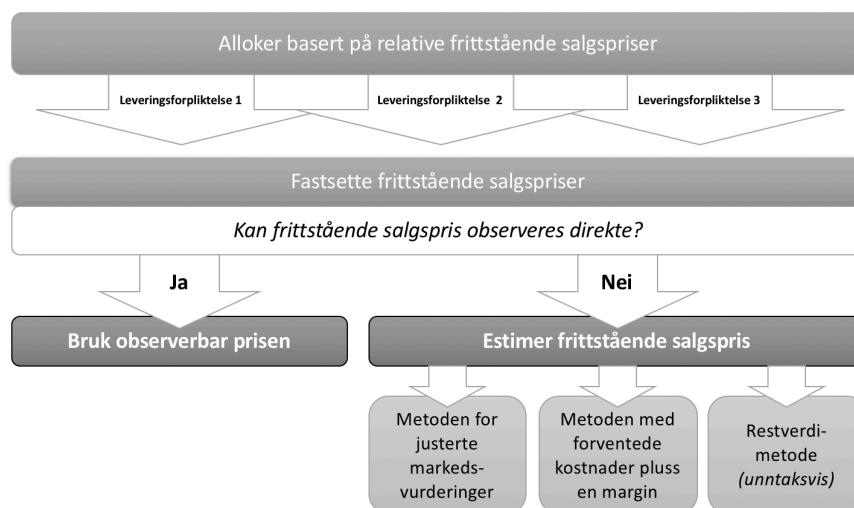 Alloker basert på relative frittstående salgspriser
Leveringsforpliktelse 1
Leveringsforpliktelse 2
Leveringsforpliktelse 3
Fastsette frittstående salgspriser
Kan frittstående salgspris observeres direkte?
Ja
Nei
Bruk observerbar prisen
Estimer frittstående salgspris
Metoden for
justerte
markeds-
vurderinger
Metoden med
forventede
kostnader pluss
en margin
Restverdi-
metode
(unntaksvis)